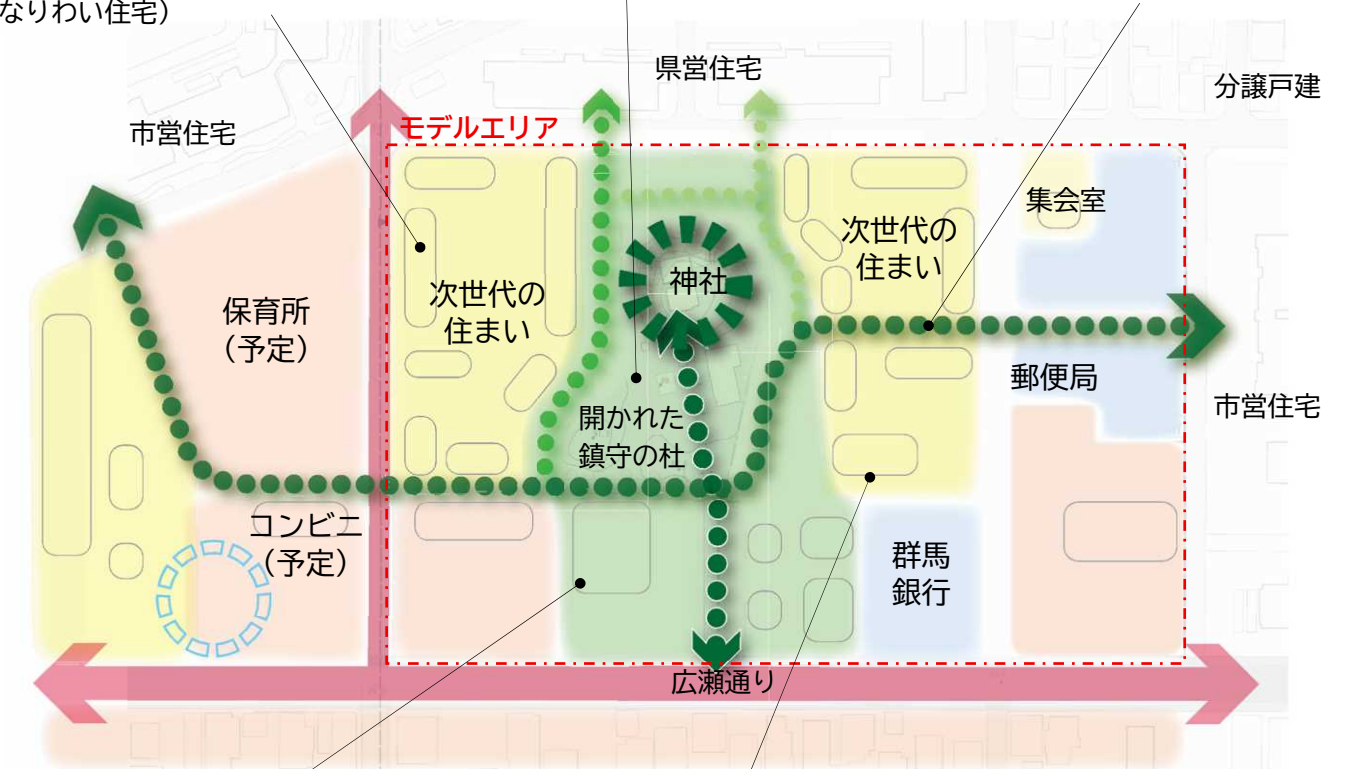 なりわい住宅）
県営住宅
分譲戸建
市営住宅
モデルエリア
集会室
次世代の
住まい
神社
次世代の
住まい
保育所
（予定）
郵便局
市営住宅
開かれた
鎮守の杜
コンビニ
（予定）
群馬
銀行
広瀬通り